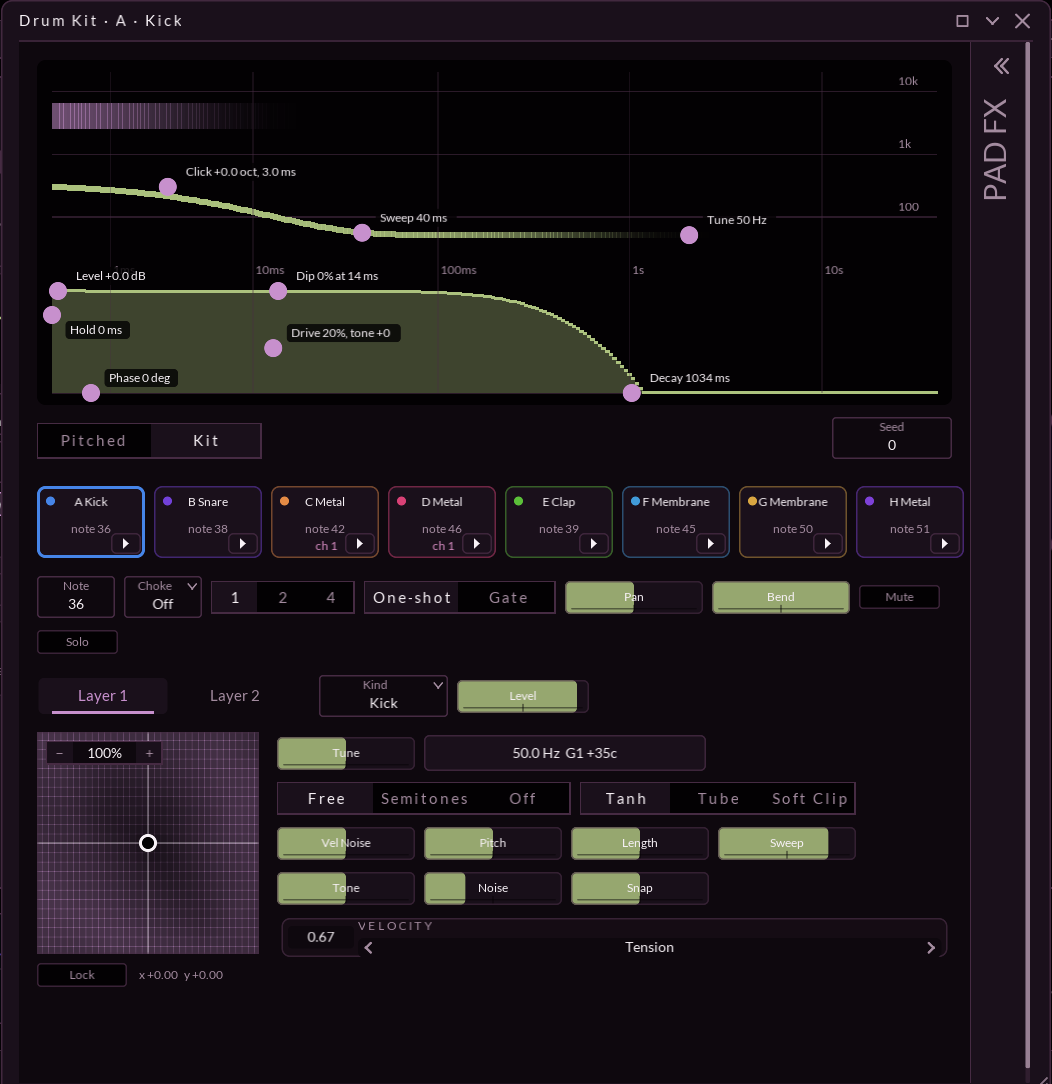 Drum Kit · A · Kick
PAD FX
10k
1k
100
Click +0.0 oct, 3.0 ms
Sweep 40 ms
Tune 50 Hz
10ms
100ms
1s
10s
Level +0.0 dB
Dip 0% at 14 ms
Hold 0 ms
Drive 20%, tone +0
Phase 0 deg
Decay 1034 ms
Pitched
Kit
Seed
0
A Kick
note 36
B Snare
note 38
C Metal
note 42
ch 1
D Metal
note 46
ch 1
E Clap
note 39
F Membrane
note 45
G Membrane
note 50
H Metal
note 51
Note
36
Choke
Off
1 2 4
One-shot
Gate
Pan
Bend
Mute
Solo
Layer 1
Layer 2
Kind
Kick
Level
− 100% +
Tune
50.0 Hz G1 +35c
Free
Semitones
Off
Tanh
Tube
Soft Clip
Vel Noise
Pitch
Length
Sweep
Tone
Noise
Snap
0.67
VELOCITY
Tension
Lock
x +0.00 y +0.00